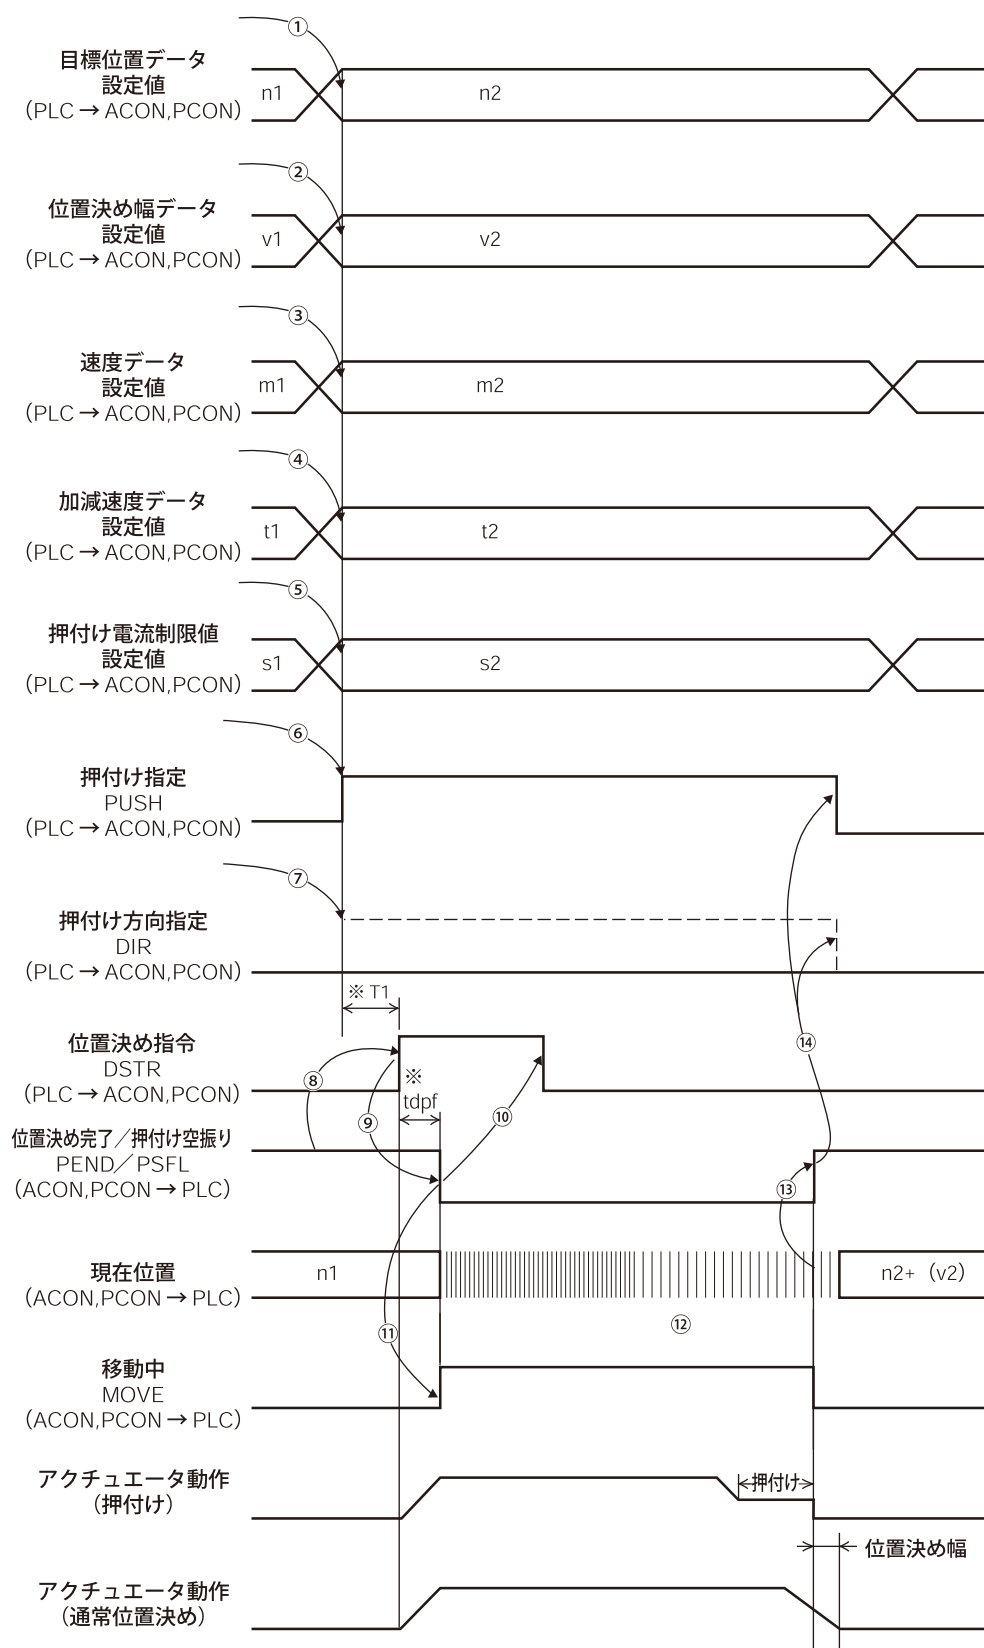 ①
目標位置データ
設定値
（PLC → ACON,PCON）
n1
n2
②
位置決め幅データ
設定値
（PLC → ACON,PCON）
v1
v2
③
速度データ
設定値
（PLC → ACON,PCON）
m1
m2
④
加減速度データ
設定値
（PLC → ACON,PCON）
t1
t2
⑤
押付け電流制限値
設定値
（PLC → ACON,PCON）
s1
s2
⑥
押付け指定
PUSH
（PLC → ACON,PCON）
⑦
押付け方向指定
DIR
（PLC → ACON,PCON）
※ T1
⑭
位置決め指令
DSTR
（PLC → ACON,PCON）
⑧
※
tdpf
⑨
⑩
位置決め完了／押付け空振り
PEND／PSFL
（ACON,PCON → PLC）
⑬
現在位置
（ACON,PCON → PLC）
n1
n2+（v2）
⑫
⑪
移動中
MOVE
（ACON,PCON → PLC）
アクチュエータ動作
（押付け）
押付け
位置決め幅
アクチュエータ動作
（通常位置決め）